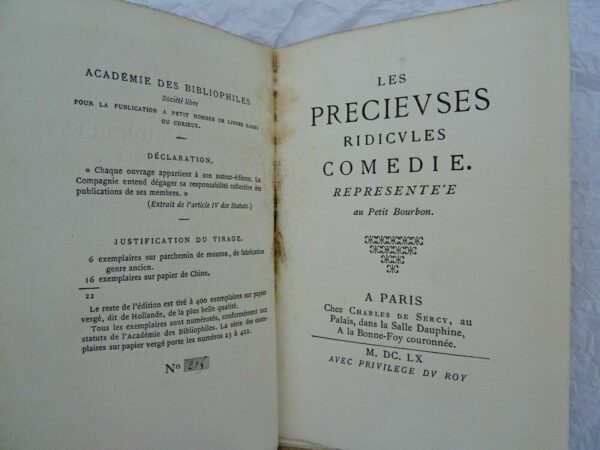 ACADÉMIE DES BIBLIOPHILES
Société libre
POUR LA PUBLICATION A PETIT NOMBRE DE LIVRES RARES
OU CURIEUX.
DÉCLARATION.
« Chaque ouvrage appartient à son auteur-éditeur. La
Compagnie entend dégager sa responsabilité collective des
publications de ses membres. »
(Extrait de l'article IV des Statuts.)
JUSTIFICATION DU TIRAGE.
6 exemplaires sur parchemin de mouton, de fabrication
genre ancien.
16 exemplaires sur papier de Chine.
22
Le reste de l'édition est tiré à 400 exemplaires sur papier
vergé, dit de Hollande, de la plus belle qualité.
Tous les exemplaires sont numérotés, conformément aux
statuts de l'Académie des Bibliophiles. La série des exem-
plaires sur papier vergé porte les numéros 23 à 422.
No 215
LES
PRECIEVSES
RIDICVLES
COMEDIE.
REPRESENTE'E
au Petit Bourbon.
A PARIS
Chez CHARLES DE SERCY, au
Palais, dans la Salle Dauphine,
A la Bonne-Foy couronnée.
M. DC. LX
AVEC PRIVILEGE DV ROY